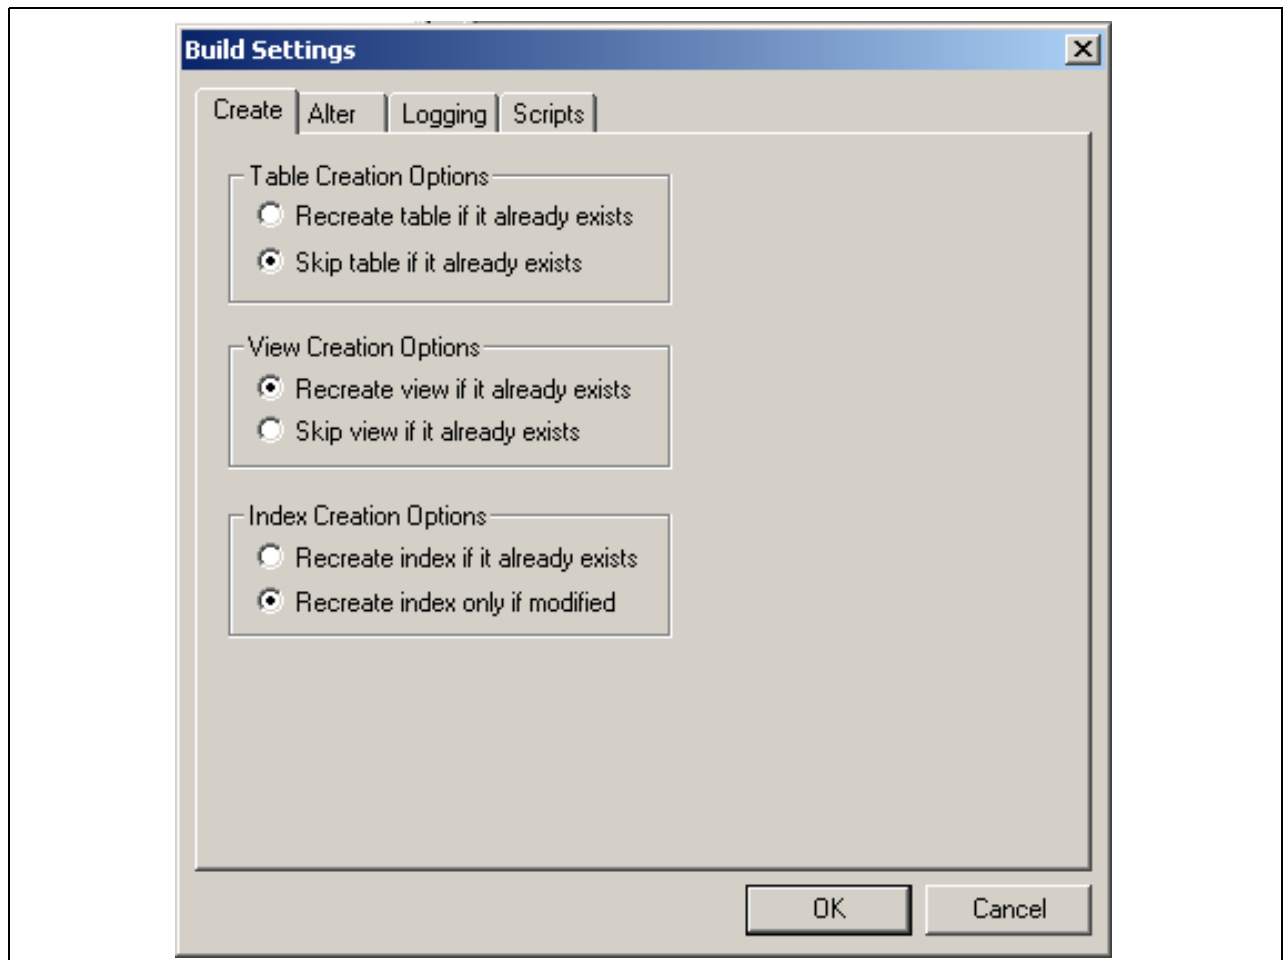 Build Settings
Create Alter Logging Scripts
Table Creation Options
Recreate table if it already exists
Skip table if it already exists
View Creation Options
Recreate view if it already exists
Skip view if it already exists
Index Creation Options
Recreate index if it already exists
Recreate index only if modified
OK Cancel